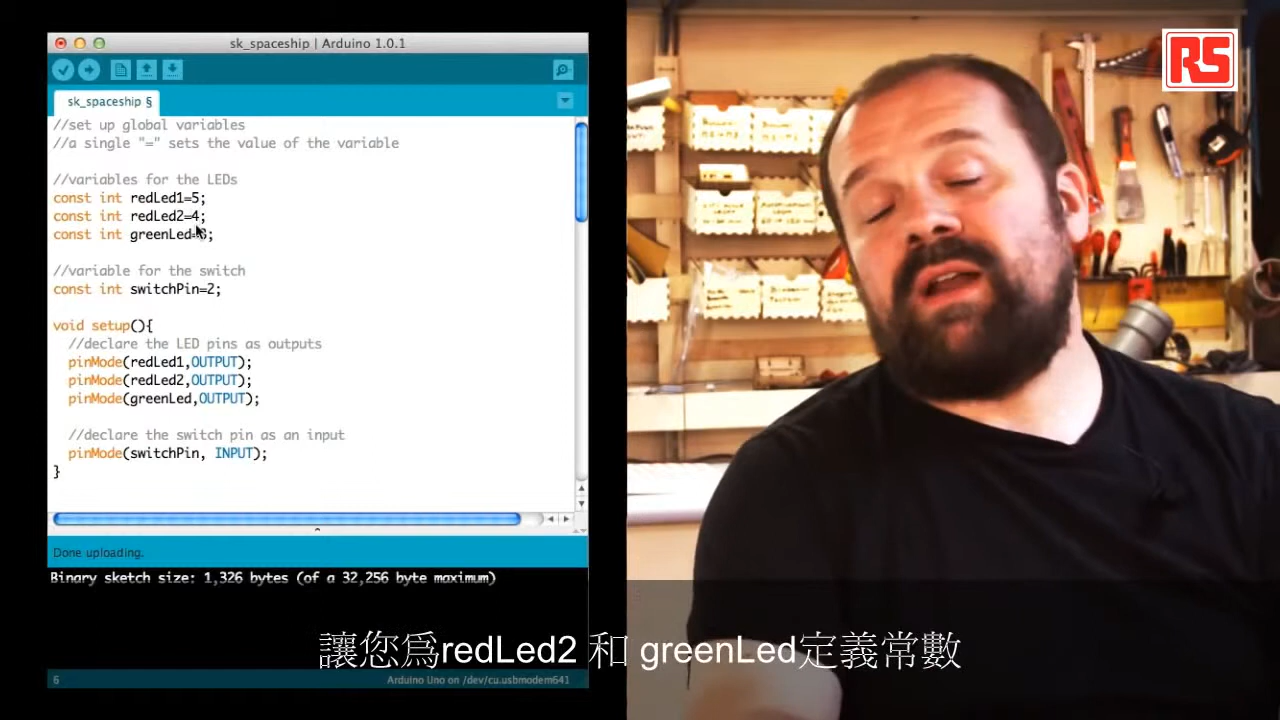 sk_spaceship | Arduino 1.0.1
RS
sk_spaceship §
//set up global variables
//a single "=" sets the value of the variable
//variables for the LEDs
const int redLed1=5;
const int redLed2=4;
const int greenLed= ;
//variable for the switch
const int switchPin=2;
void setup(){
//declare the LED pins as outputs
pinMode(redLed1,OUTPUT);
pinMode(redLed2,OUTPUT);
pinMode(greenLed,OUTPUT);
//declare the switch pin as an input
pinMode(switchPin, INPUT);
}
Done uploading.
Binary sketch size: 1,326 bytes (of a 32,256 byte maximum)
讓您爲redLed2 和 greenLed定義常數
6
Arduino Uno on /dev/cu.usbmodem641